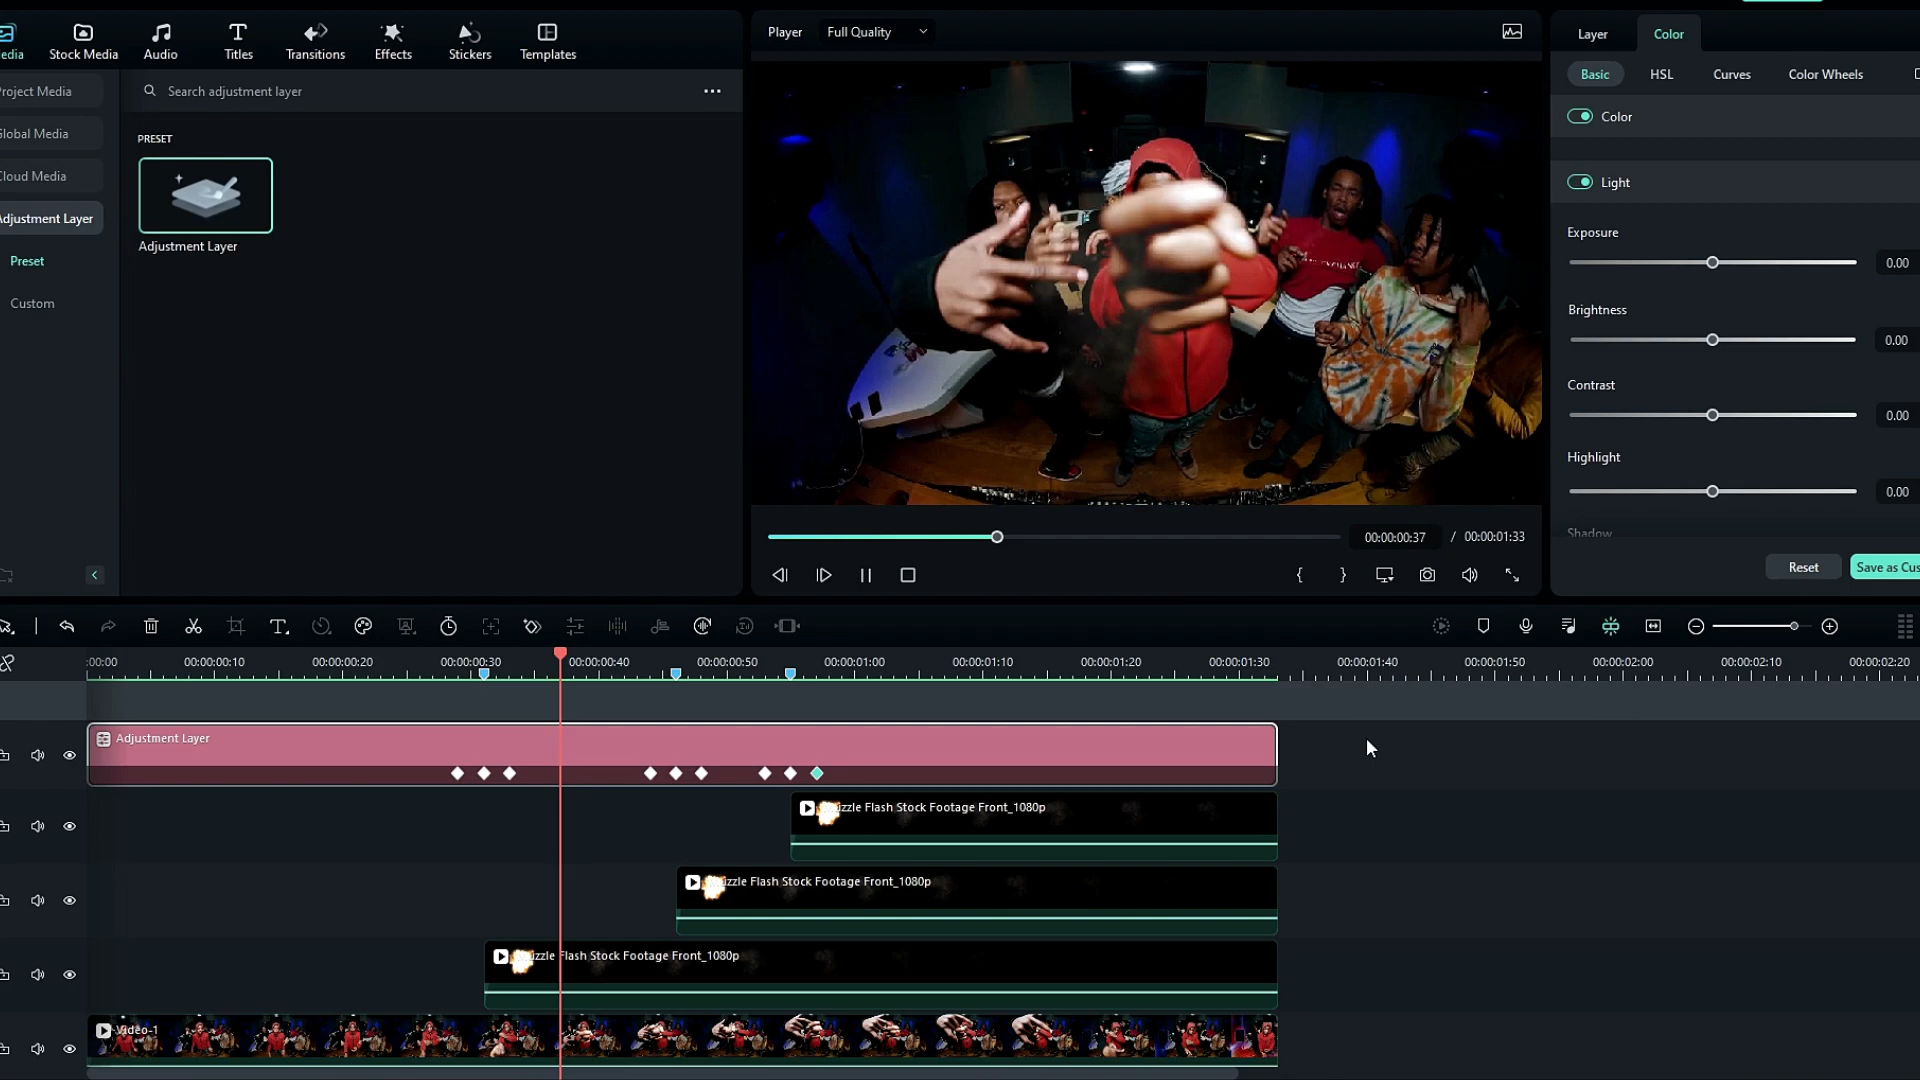 edia
Stock Media
Audio
Titles
Transitions
Effects
Stickers
Templates
Project Media
Global Media
Cloud Media
Adjustment Layer
Preset
Custom
Search adjustment layer
PRESET
Adjustment Layer
Player
Full Quality
00:00:00:37 / 00:00:01:33
Layer
Color
Basic
HSL
Curves
Color Wheels
Color
Light
Exposure
0.00
Brightness
0.00
Contrast
0.00
Highlight
0.00
Shadow
Reset
Save as Cus
:00:00
00:00:00:10
00:00:00:20
00:00:00:30
00:00:00:40
00:00:00:50
00:00:01:00
00:00:01:10
00:00:01:20
00:00:01:30
00:00:01:40
00:00:01:50
00:00:02:00
00:00:02:10
00:00:02:20
Adjustment Layer
zzle Flash Stock Footage Front_1080p
zzle Flash Stock Footage Front_1080p
zzle Flash Stock Footage Front_1080p
Video-1